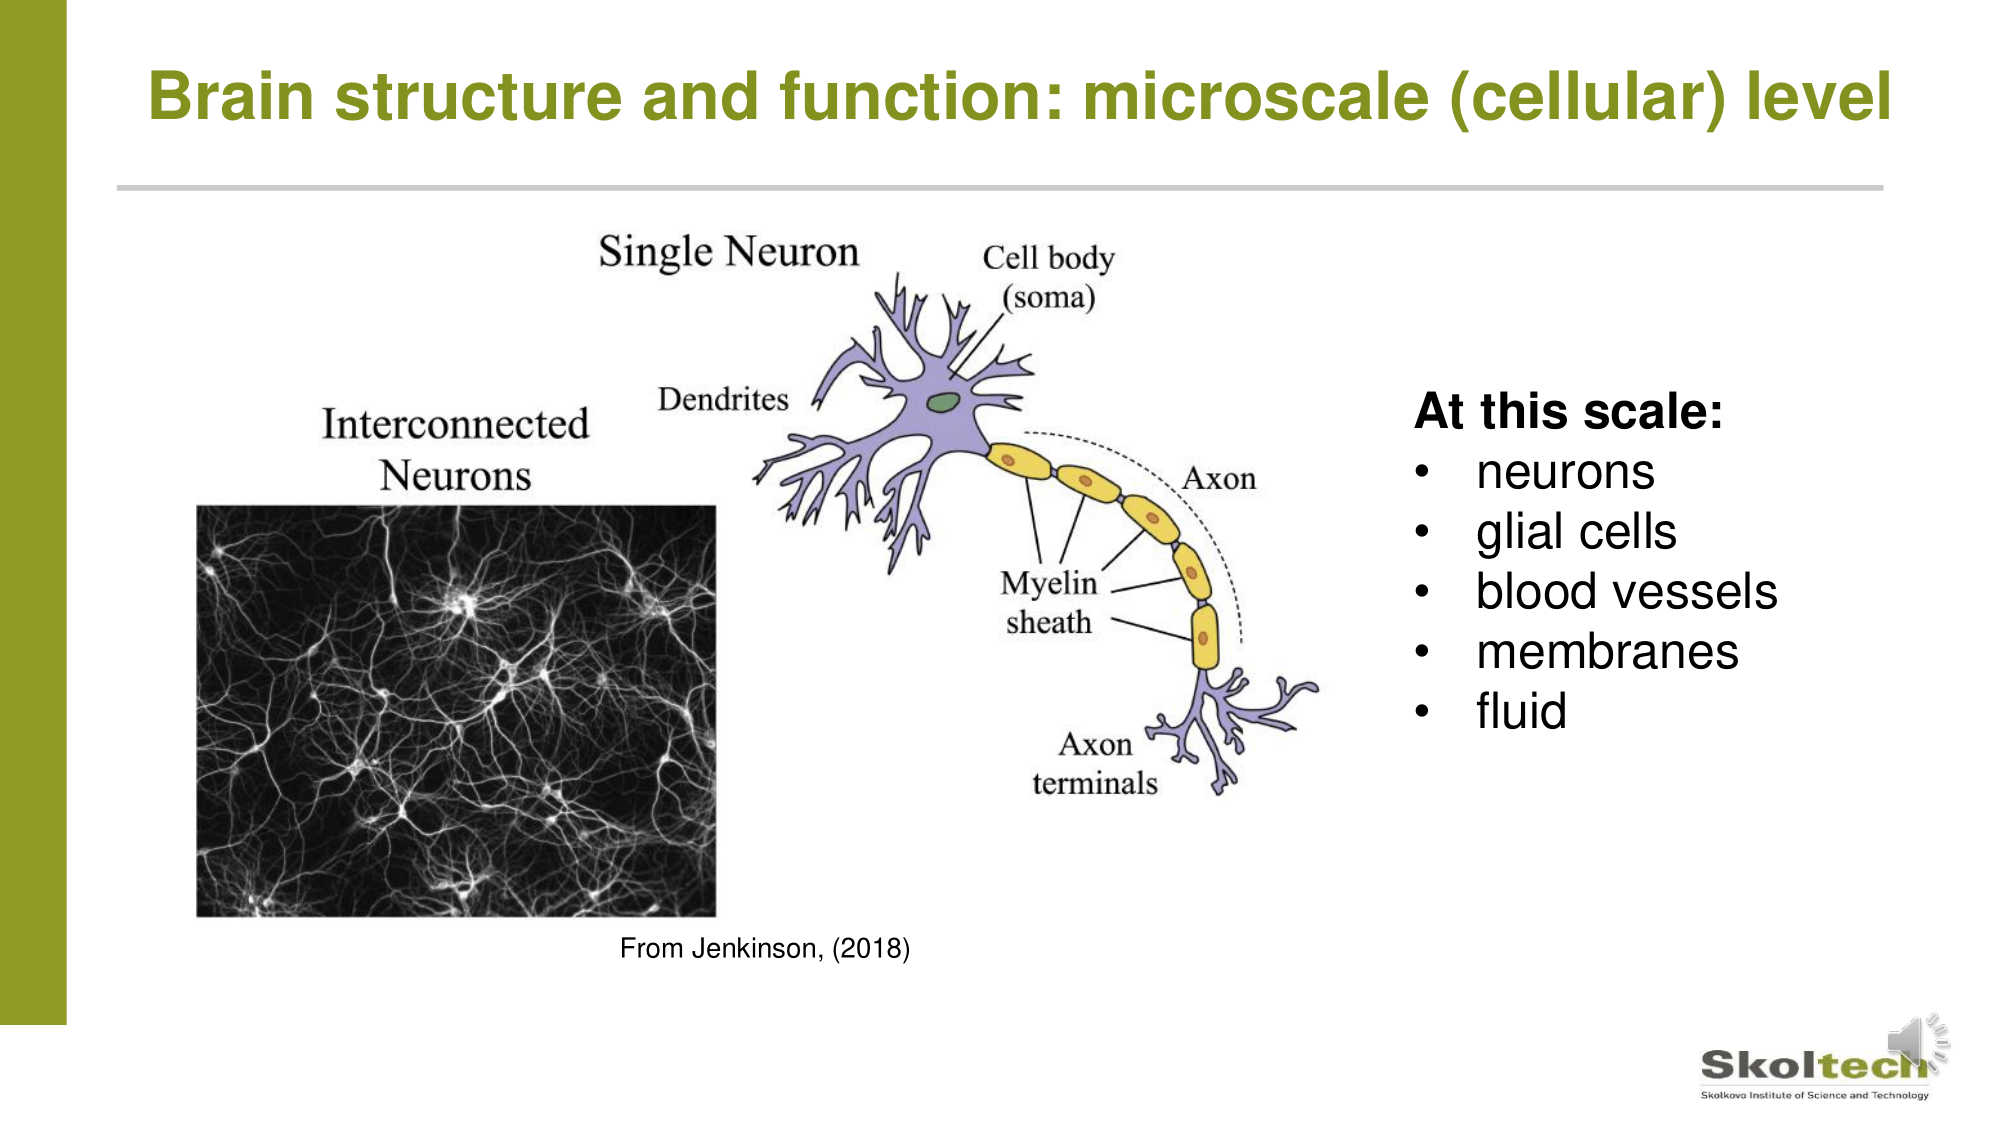 Brain structure and function: microscale (cellular) level
Single Neuron
Cell body
(soma)
Dendrites
Interconnected
Neurons
Axon
Myelin
sheath
Axon
terminals
From Jenkinson, (2018)
At this scale:
• neurons
• glial cells
• blood vessels
• membranes
• fluid
Skoltech
Skolkovo Institute of Science and Technology